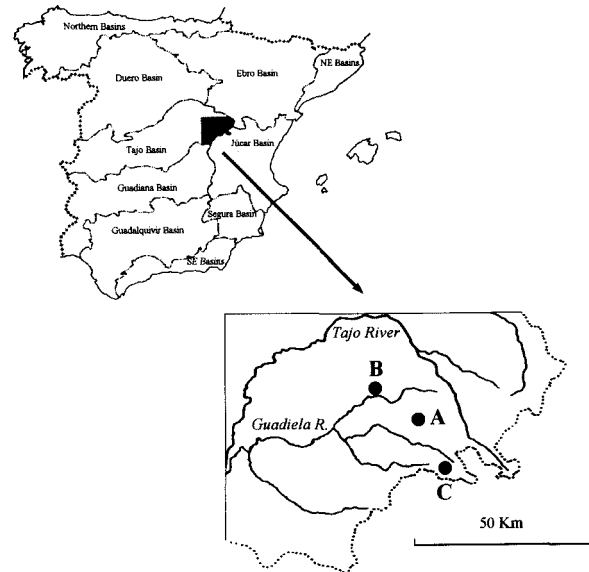 Northern Basins
NE Basins
Duero Basin
Ebro Basin
Tajo Basin
Júcar Basin
Guadiana Basin
Segura Basin
Guadalquivir Basin
SE Basins
Tajo River
B
Guadiela R.
A
C
50 Km